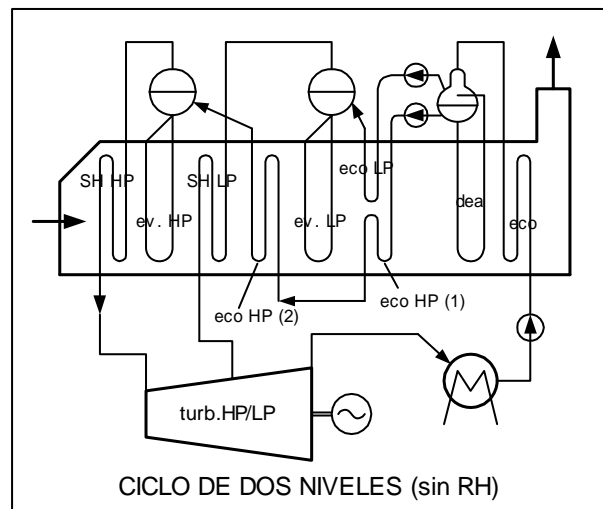 SH HP
ev. HP
SH LP
ev. LP
eco LP
dea
eco
eco HP (2)
eco HP (1)
turb.HP/LP
CICLO DE DOS NIVELES (sin RH)